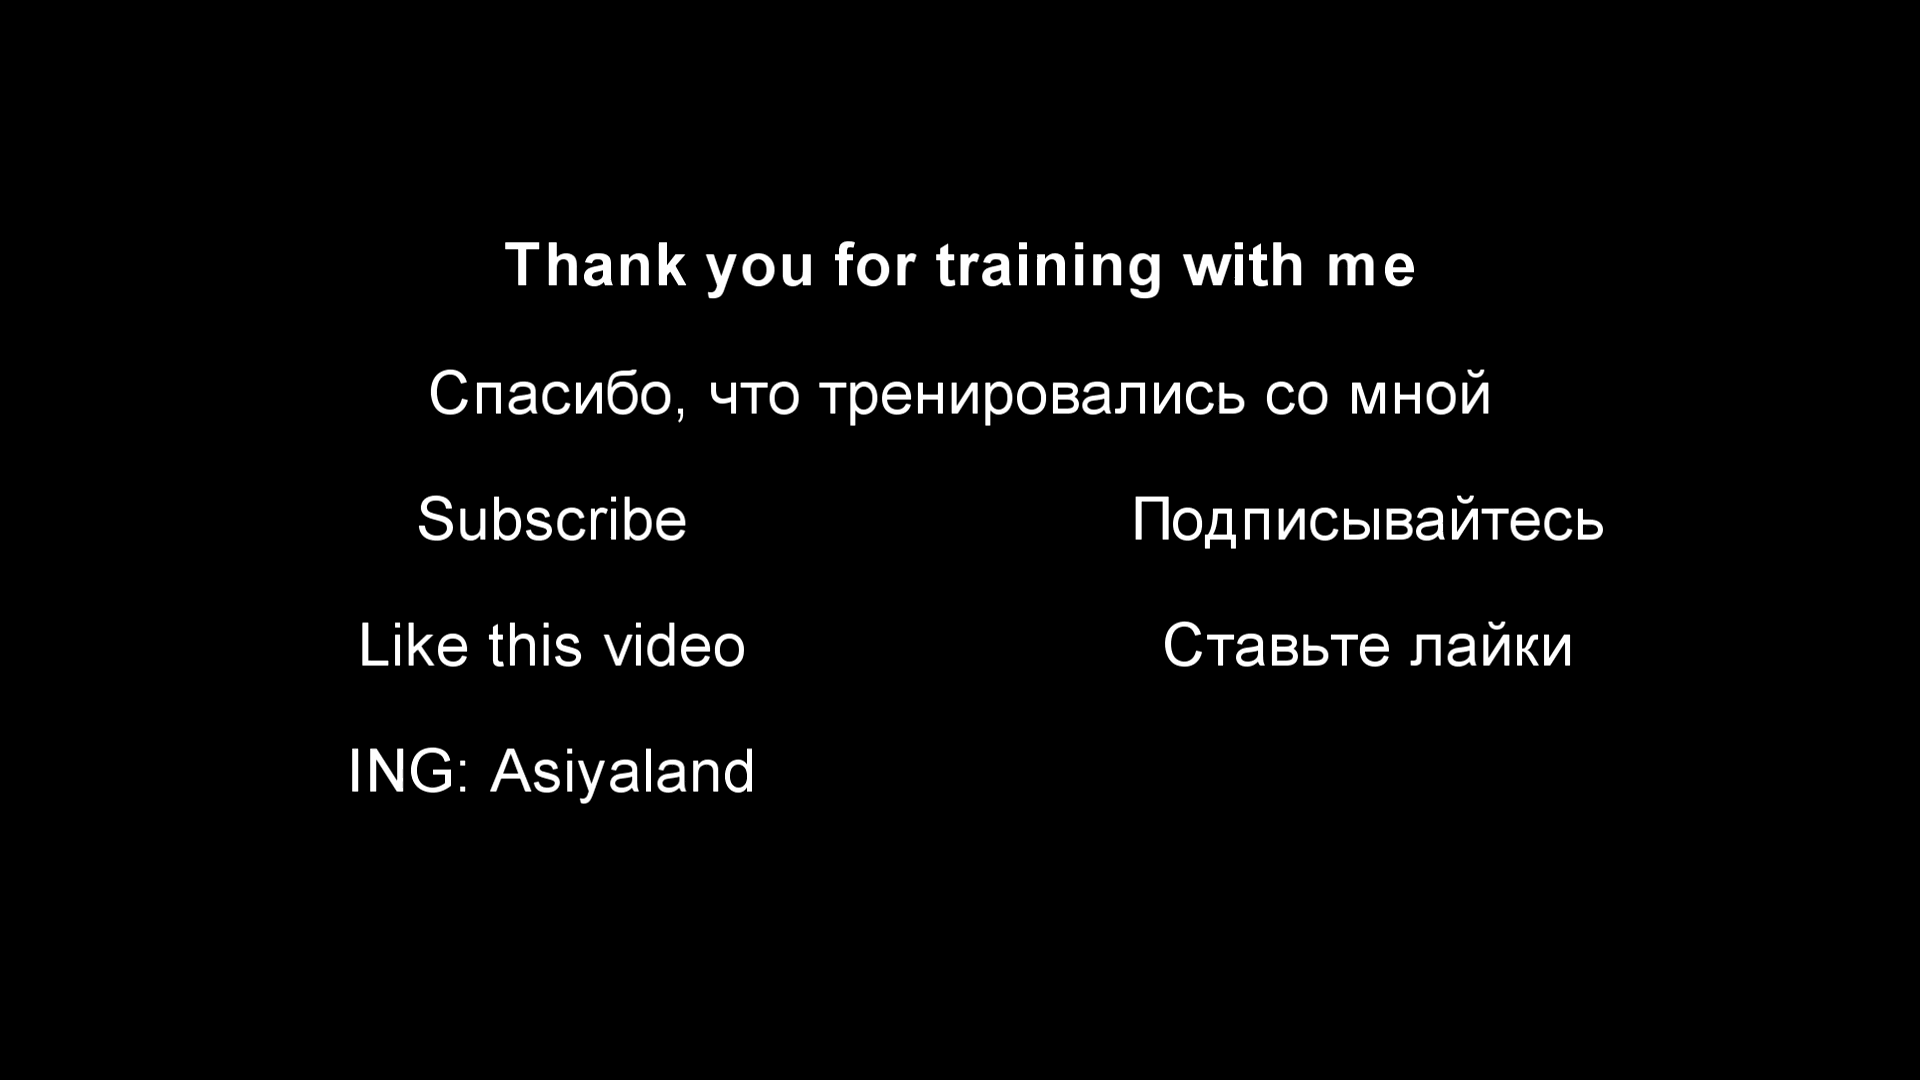 Thank you for training with me
Спасибо, что тренировались со мной
Subscribe Подписывайтесь
Like this video Ставьте лайки
ING: Asiyaland